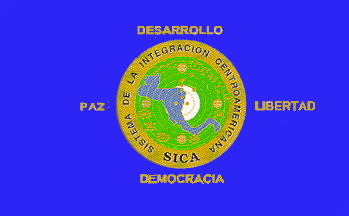 DESARROLLO
SISTEMA DE LA INTEGRACION CENTROAMERICANA
PAZ
LIBERTAD
SICA
DEMOCRACIA